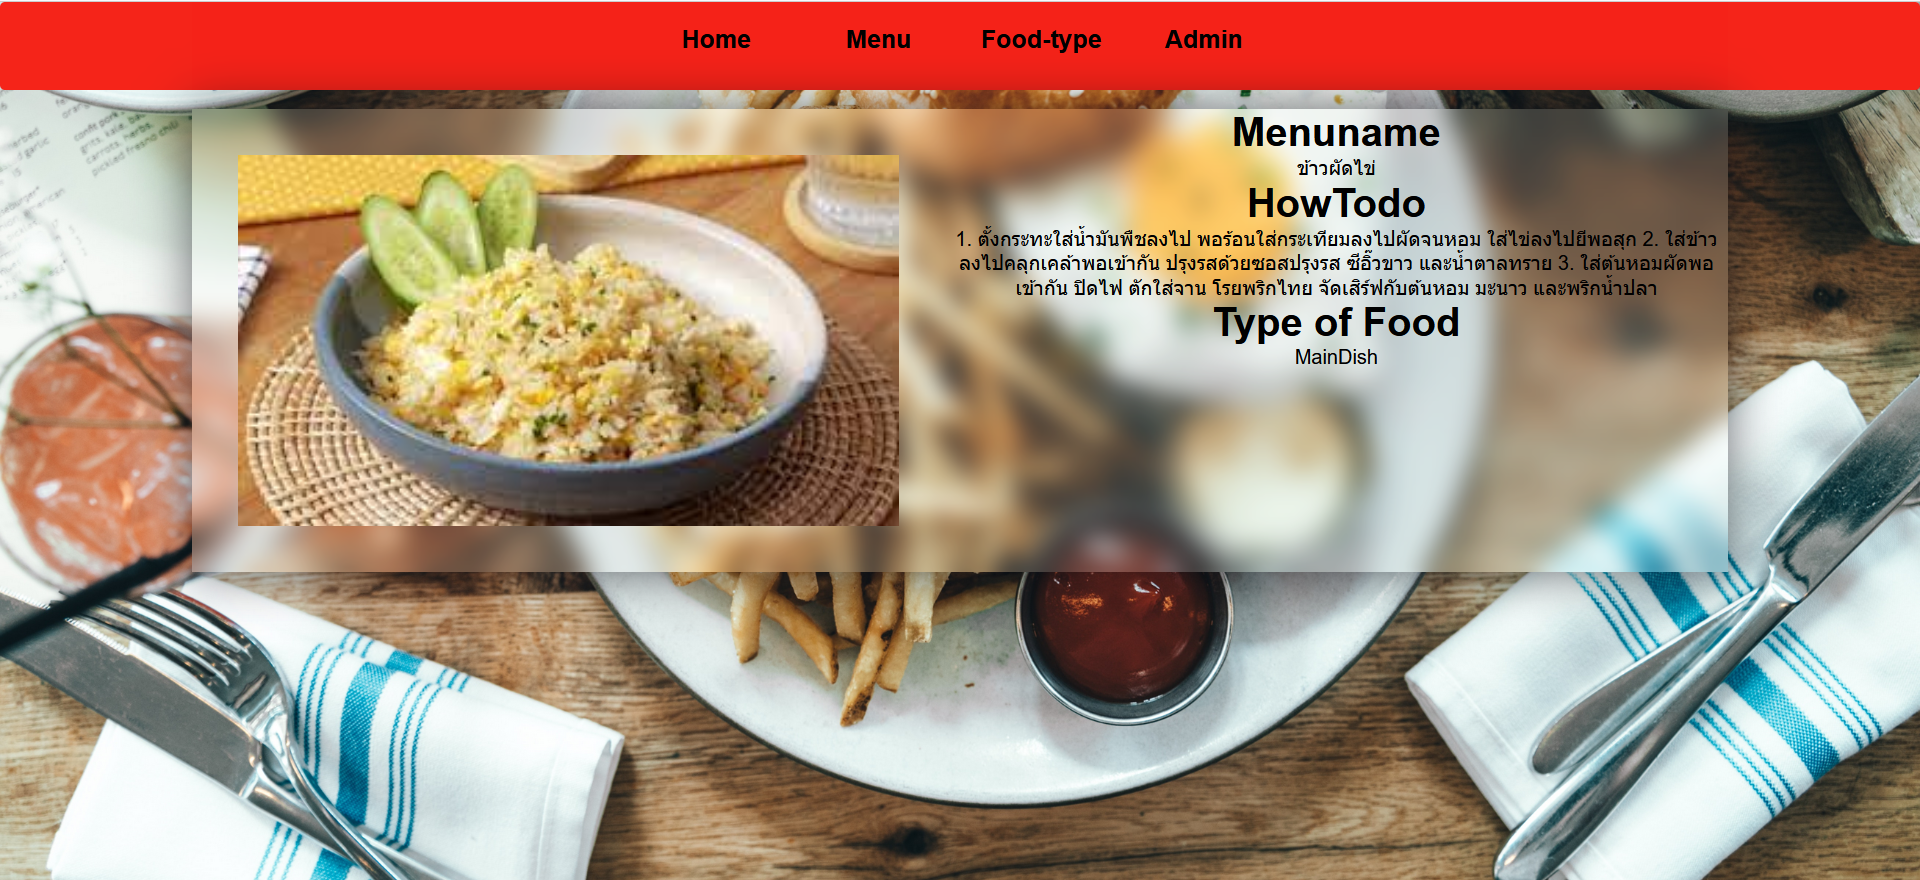 Home Menu Food-type Admin
Menuname
ข้าวผัดไข่
HowTodo
1. ตั้งกระทะใส่น้ำมันพืชลงไป พอร้อนใส่กระเทียมลงไปผัดจนหอม ใส่ไข่ลงไปยีพอสุก 2. ใส่ข้าว
ลงไปคลุกเคล้าพอเข้ากัน ปรุงรสด้วยซอสปรุงรส ซีอิ๊วขาว และน้ำตาลทราย 3. ใส่ต้นหอมผัดพอ
เข้ากัน ปิดไฟ ตักใส่จาน โรยพริกไทย จัดเสิร์ฟกับต้นหอม มะนาว และพริกน้ำปลา
Type of Food
MainDish
confit pork
grits, kale,
carrots, herbs.
pickled fresno chili